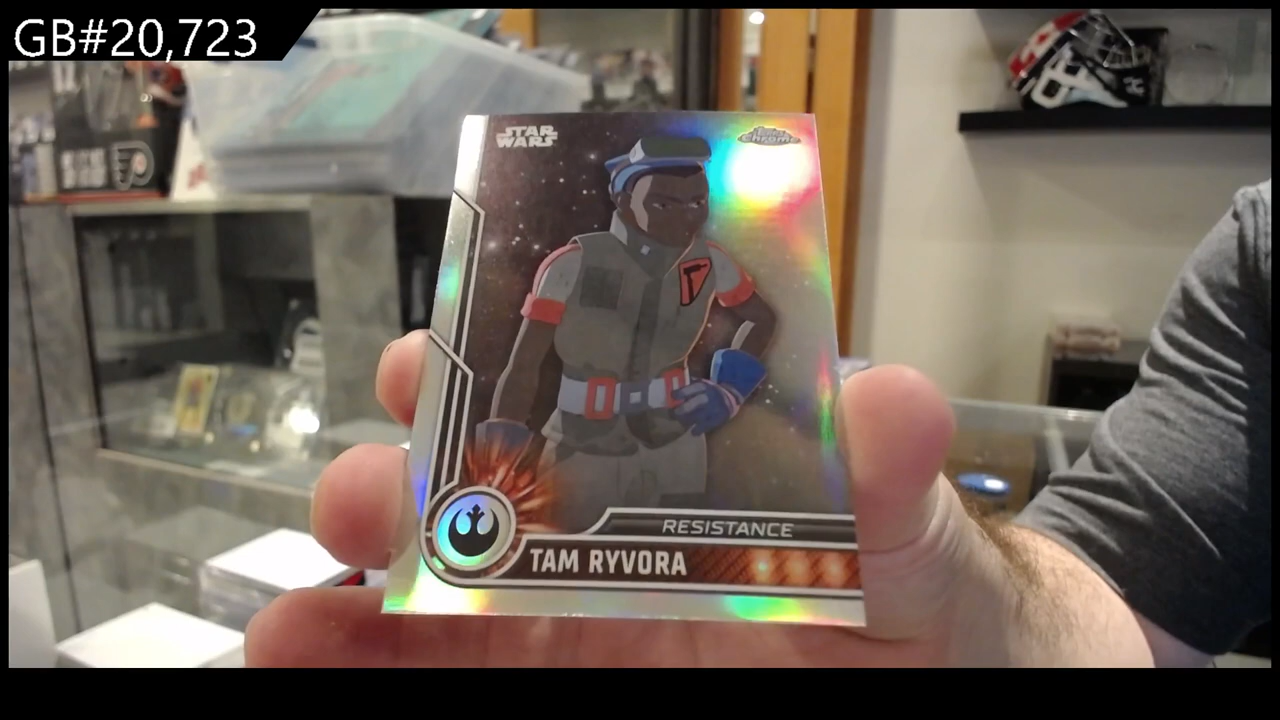 GB#20,723
STAR
WARS
Topps
Chrome
RESISTANCE
TAM RYVORA